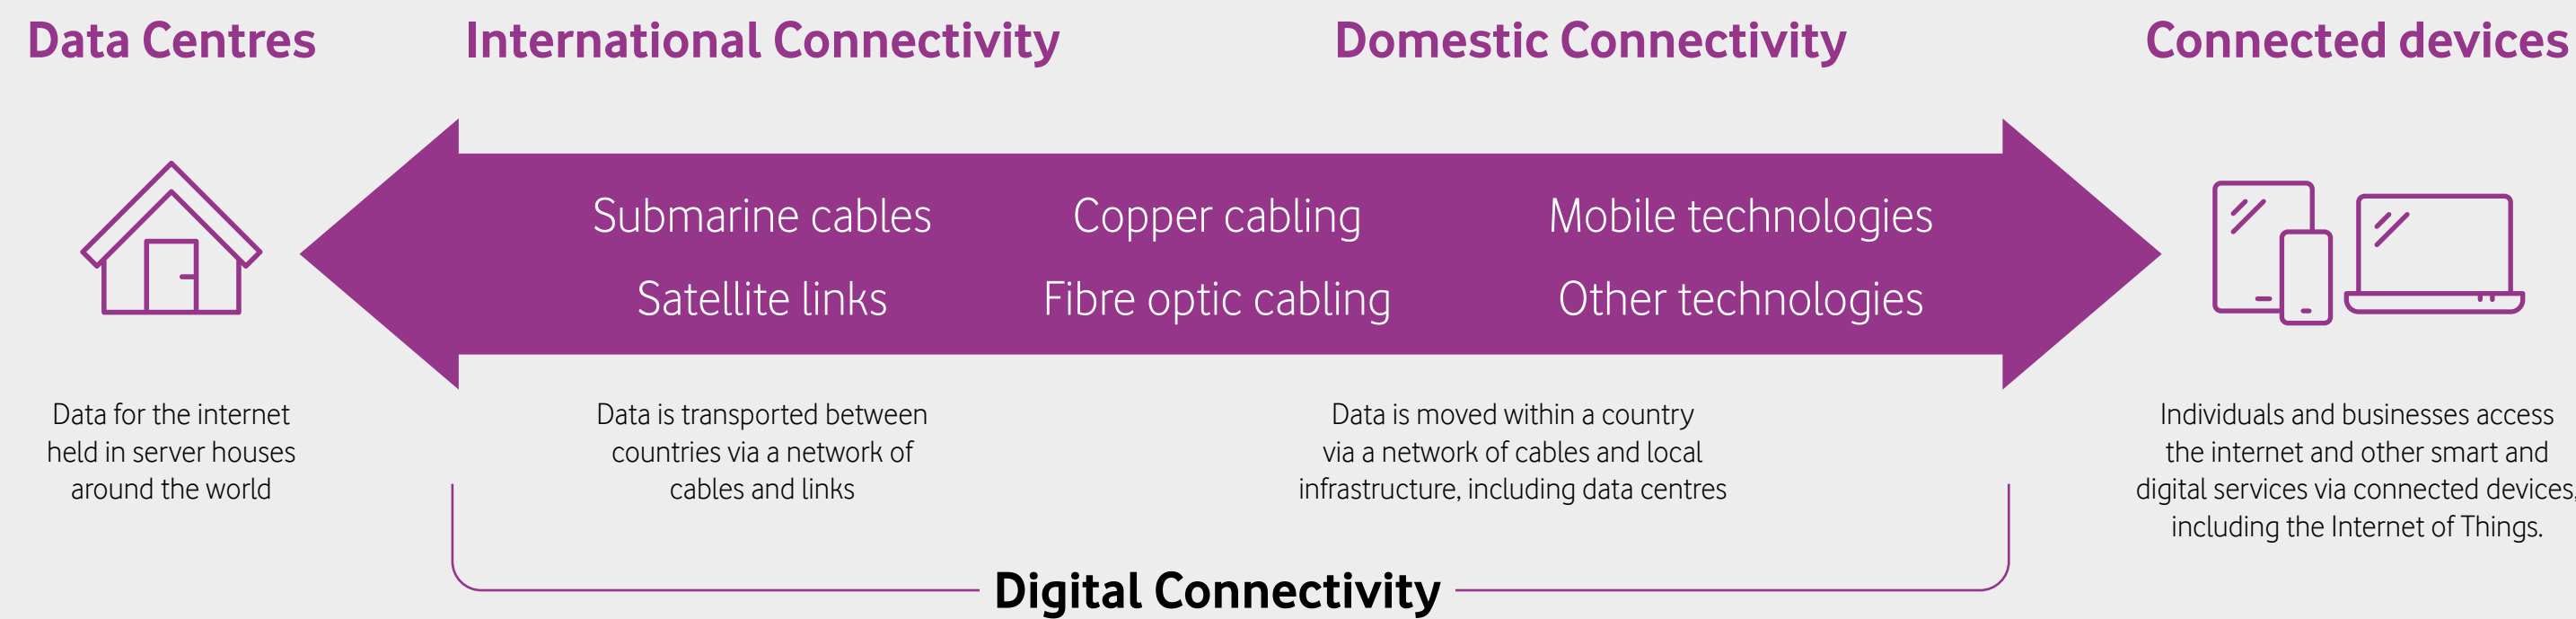 Data Centres
International Connectivity
Domestic Connectivity
Connected devices
Submarine cables
Copper cabling
Mobile technologies
Satellite links
Fibre optic cabling
Other technologies
Data for the internet
held in server houses
around the world
Data is transported between
countries via a network of
cables and links
Data is moved within a country
via a network of cables and local
infrastructure, including data centres
Individuals and businesses access
the internet and other smart and
digital services via connected devices,
including the Internet of Things.
Digital Connectivity